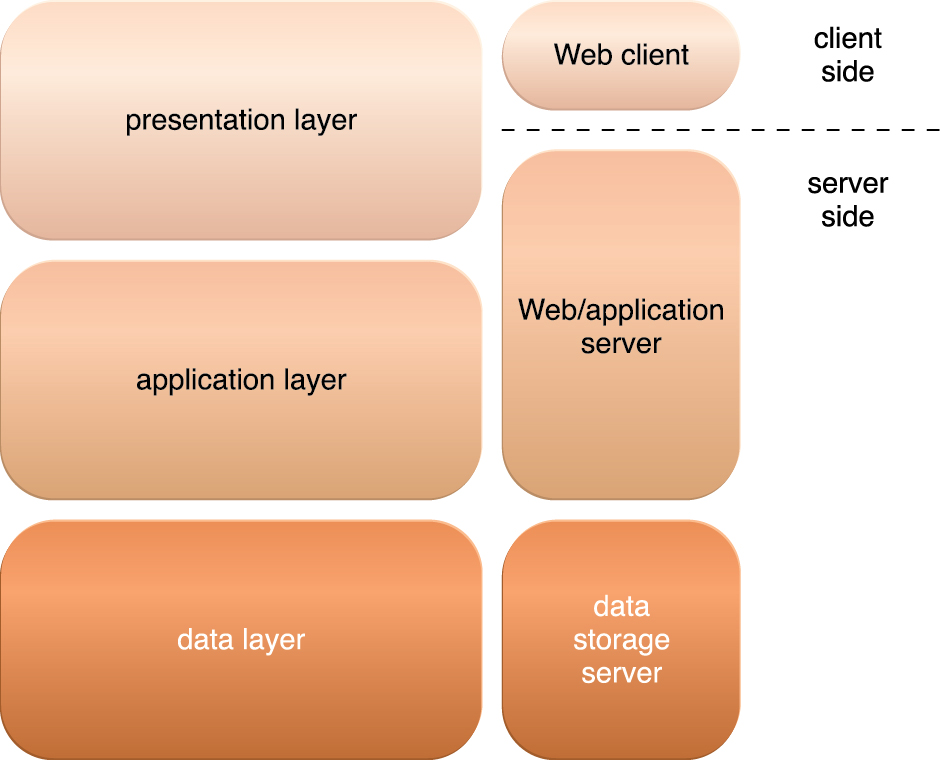 presentation layer
Web client
client
side
server
side
application layer
Web/application
server
data layer
data
storage
server